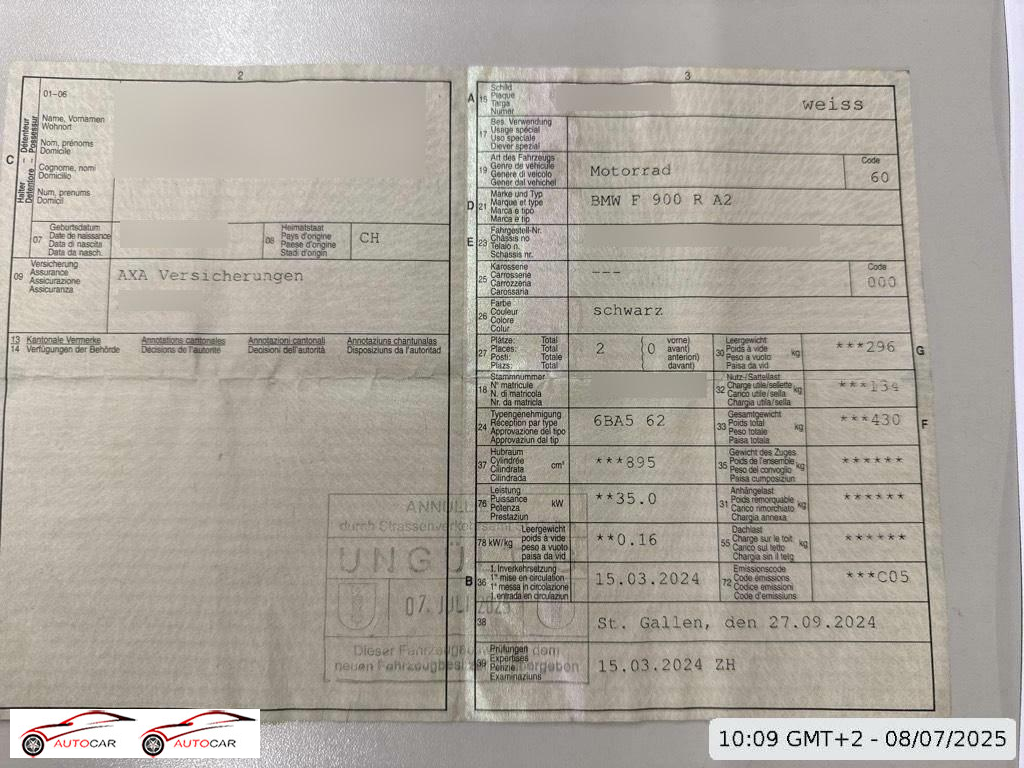 2
01-06
Name, Vornamen
Wohnort
Nom, prénoms
Domicile
Cognome, nomi
Domicilio
Num, prenums
Domicil
C
Halter – Détenteur
Detentore – Possessur
07
Geburtsdatum
Date de naissance
Data di nascita
Data da nasch.
08
Heimatstaat
Pays d'origine
Paese d'origine
Stadi d'origin
CH
09
Versicherung
Assurance
Assicurazione
Assicuranza
AXA Versicherungen
13 Kantonale Vermerke Annotations cantonales Annotazioni cantonali Annotaziuns chantunalas
14 Verfügungen der Behörde Décisions de l'autorité Decisioni dell'autorità Disposiziuns da l'autoritad
durch Strassenverkehrs
07. JULI 2025
3
A
15
Schild
Plaque
Targa
Numer
weiss
17
Bes. Verwendung
Usage spécial
Uso speciale
Diever spezial
19
Art des Fahrzeugs
Genre de véhicule
Genere di veicolo
Gener dal vehichel
Motorrad
Code
60
D
21
Marke und Typ
Marque et type
Marca e tipo
Marca e tip
BMW F 900 R A2
E
23
Fahrgestell-Nr.
Châssis no
Telaio n.
Schassis nr.
25
Karosserie
Carrosserie
Carrozzeria
Carossaria
---
Code
000
26
Farbe
Couleur
Colore
Colur
schwarz
27
Plätze: Total
Places: Total
Posti: Totale
Plazs: Total
2
0
vorne)
avant)
anteriori)
davant)
30
Leergewicht
Poids à vide
Peso a vuoto
Paisa da vid
kg
***296
G
18
Stammnummer
N° matricule
N. di matricola
Nr. da matricla
32
Nutz-/Sattellast
Charge utile/sellette
Carico utile/sella
Chargia utila/sella
kg
***134
24
Typengenehmigung
Réception par type
Approvazione del tipo
Approvaziun dal tip
6BA5 62
33
Gesamtgewicht
Poids total
Peso totale
Paisa totala
kg
***430
F
37
Hubraum
Cylindrée
Cilindrata
Cilindrada
cm³
***895
35
Gewicht des Zuges
Poids de l'ensemble
Peso del convoglio
Paisa cumposiziun
kg
******
76
Leistung
Puissance
Potenza
Prestaziun
kW
**35.0
31
Anhängelast
Poids remorquable
Carico rimorchiato
Chargia annexa
kg
******
78 kW/kg
Leergewicht
poids à vide
peso a vuoto
paisa da vid
**0.16
55
Dachlast
Charge sur le toit
Carico sul tetto
Chargia sin il tetg
kg
******
B
36
1. Inverkehrsetzung
1re mise en circulation
1a messa in circolazione
1. entrada en circulaziun
15.03.2024
72
Emissionscode
Code émissions
Codice emissioni
Code d'emissiuns
***C05
38
St. Gallen, den 27.09.2024
39
Prüfungen
Expertises
Perizie
Examinaziuns
15.03.2024 ZH
AUTOCAR
AUTOCAR
10:09 GMT+2 - 08/07/2025